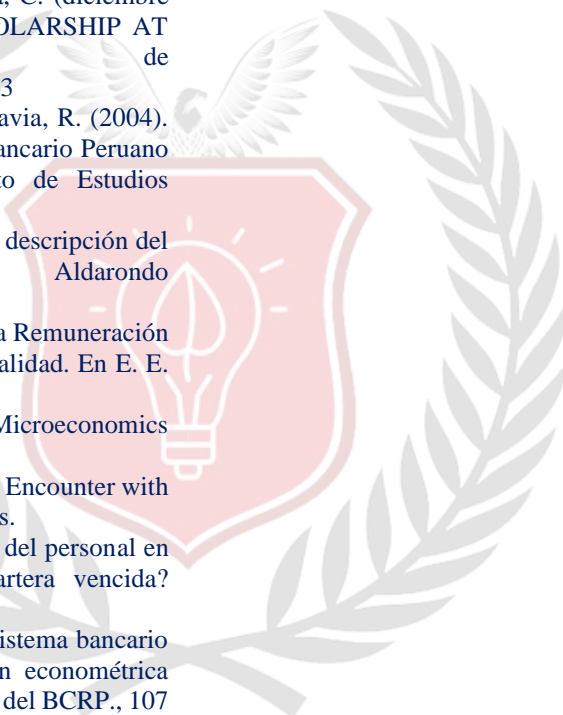 C. (diciembre
OLARSHIP AT
de
3
avia, R. (2004).
ancario Peruano
to de Estudios
descripción del
Aldarondo
a Remuneración
alidad. En E. E.
Microeconomics
Encounter with
s.
del personal en
artera vencida?
istema bancario
n econométrica
del BCRP., 107